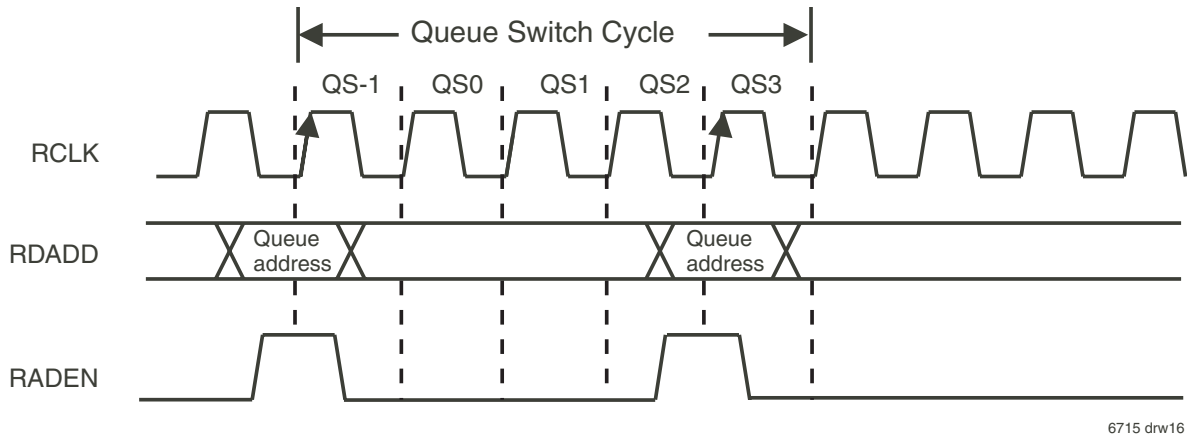 Queue Switch Cycle
QS-1 QS0 QS1 QS2 QS3
RCLK
RDADD
Queue
address
Queue
address
RADEN
6715 drw16